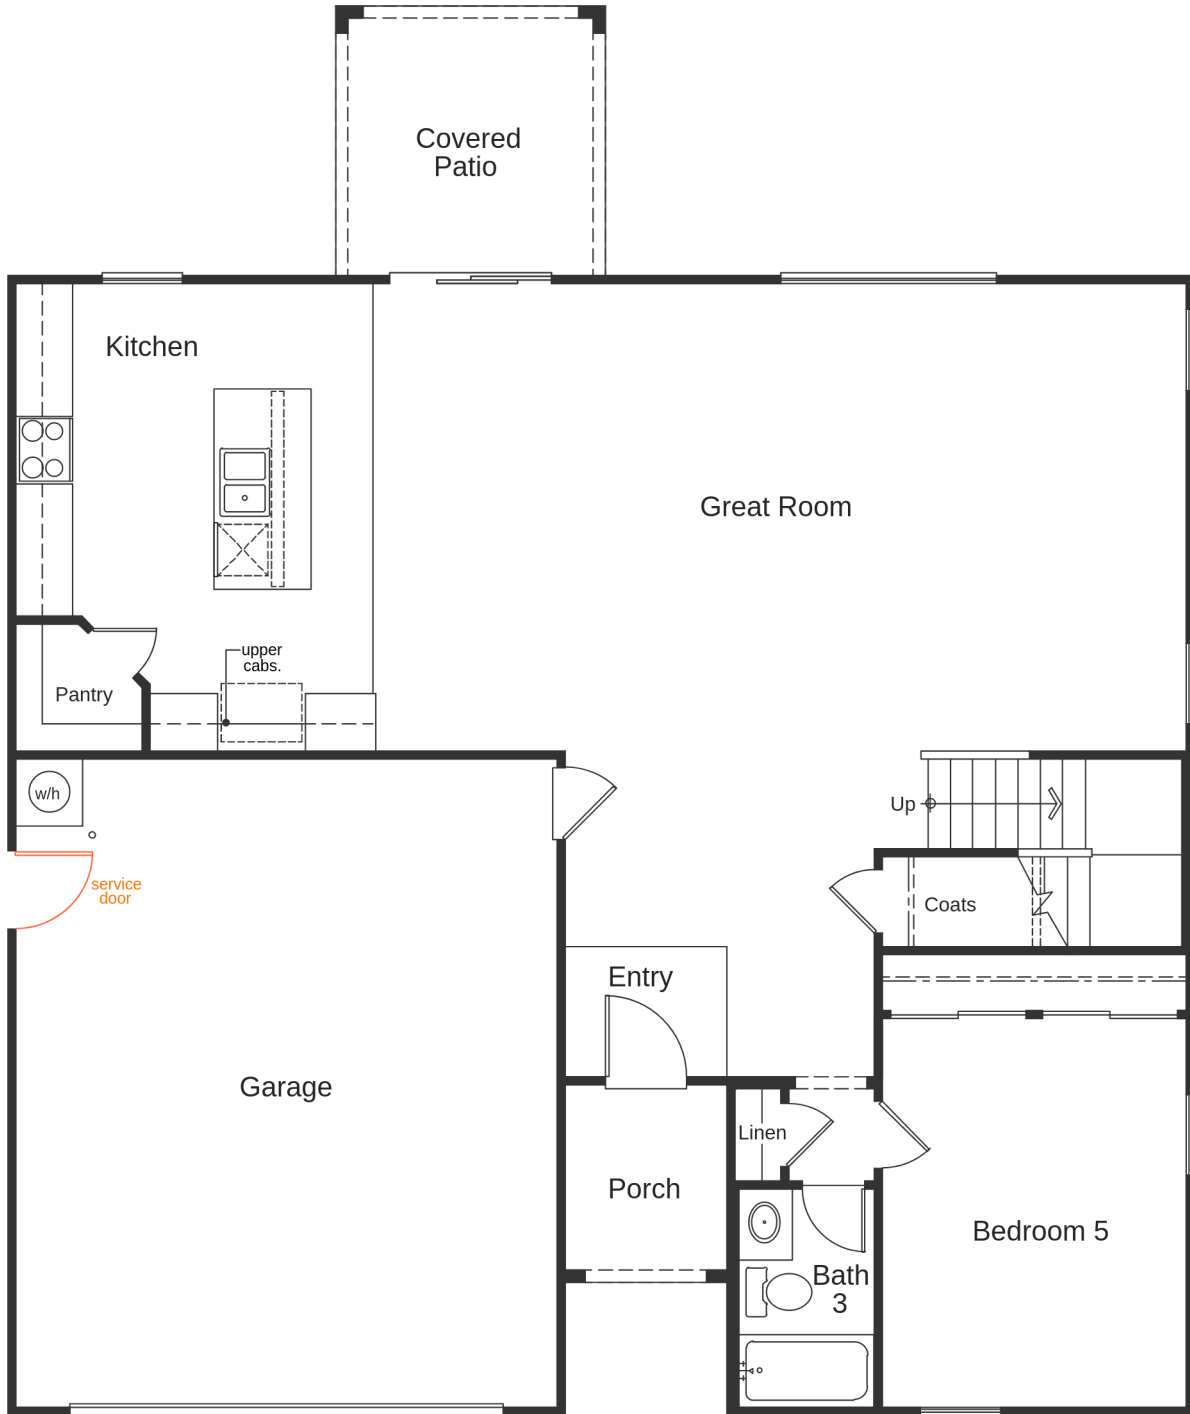 Covered
Patio
Kitchen
Great Room
upper
cabs.
Pantry
w/h
Up
service
door
Coats
Entry
Garage
Linen
Porch
Bedroom 5
Bath
3